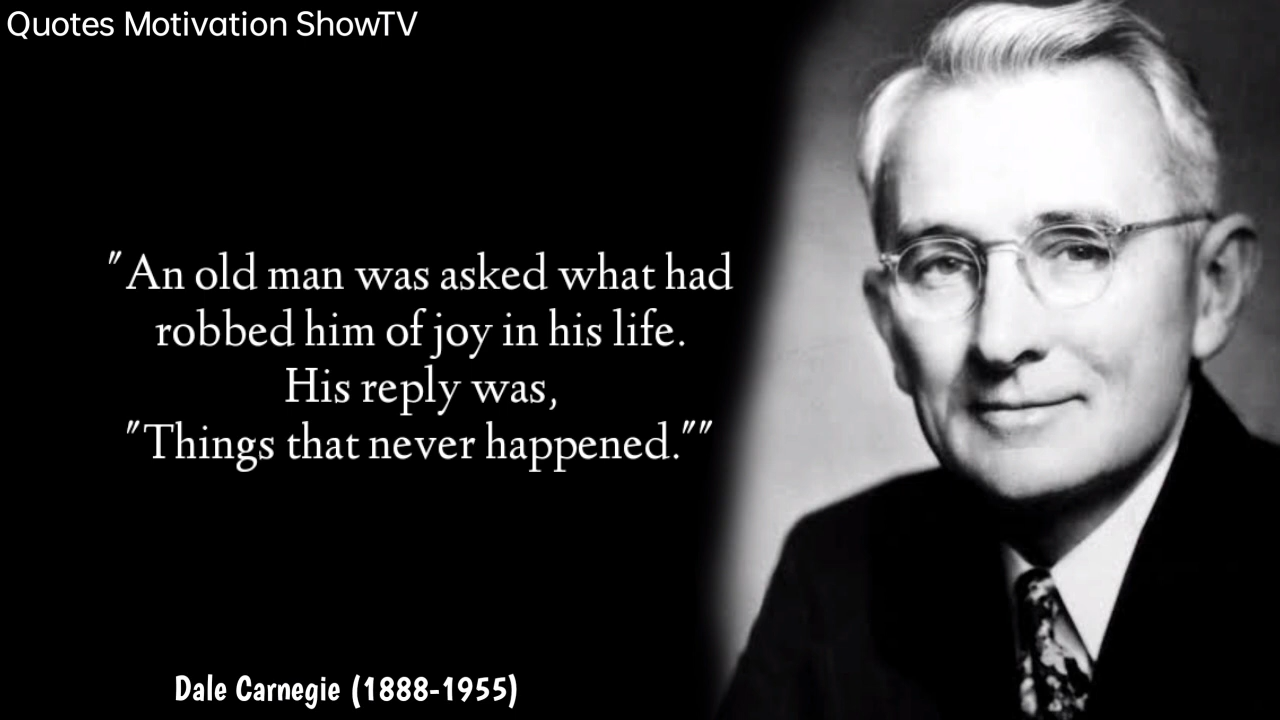 Quotes Motivation ShowTV
"An old man was asked what had
robbed him of joy in his life.
His reply was,
"Things that never happened.""
Dale Carnegie (1888-1955)